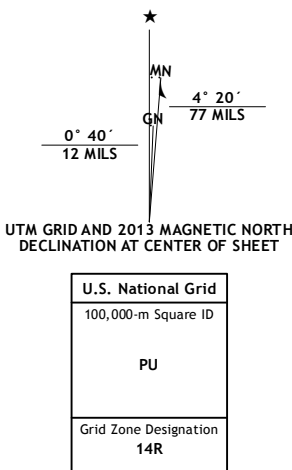 ★
MN
4° 20´
77 MILS
GN
0° 40´
12 MILS
UTM GRID AND 2013 MAGNETIC NORTH
DECLINATION AT CENTER OF SHEET
U.S. National Grid
100,000-m Square ID
PU
Grid Zone Designation
14R